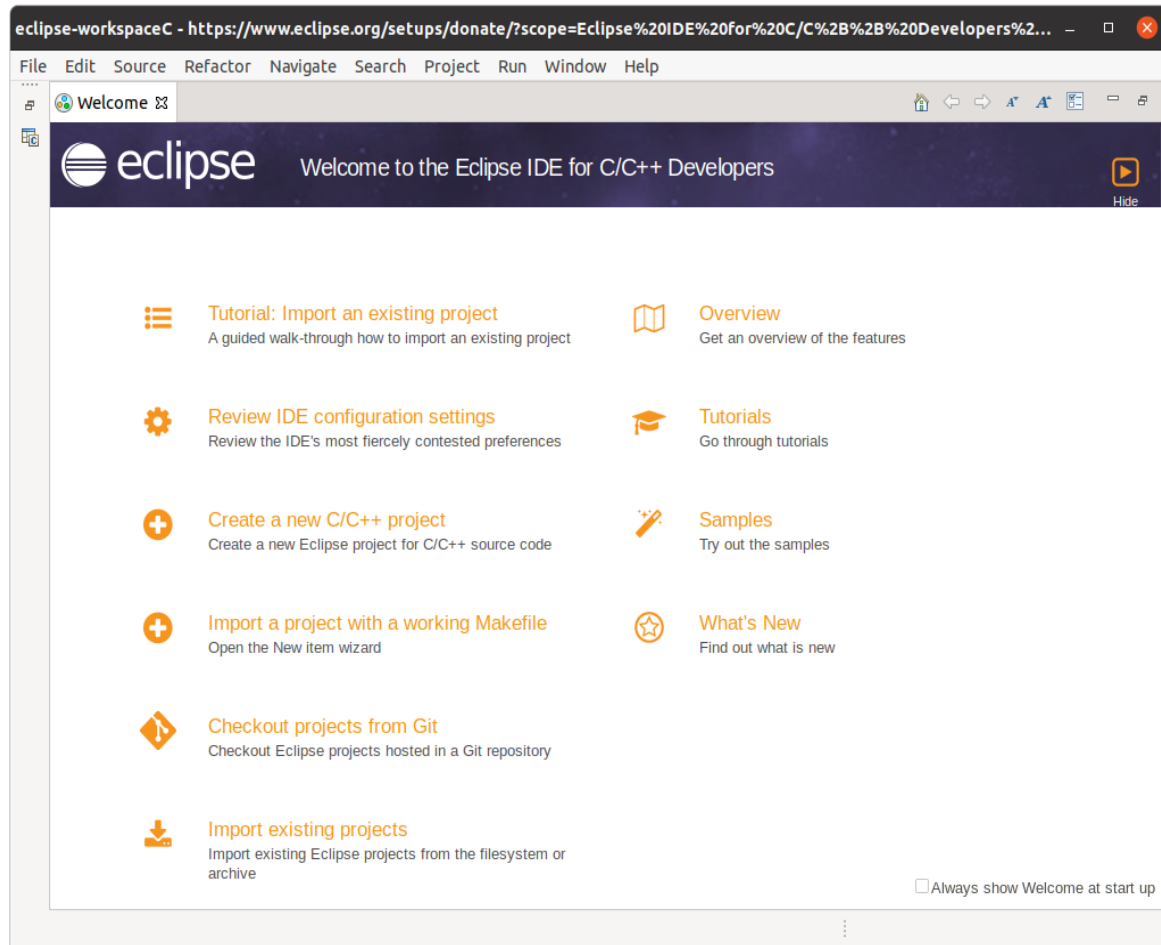 eclipse-workspaceC - https://www.eclipse.org/setups/donate/?scope=Eclipse%20IDE%20for%20C/C%2B%2B%20Developers%2...
File Edit Source Refactor Navigate Search Project Run Window Help
Welcome
eclipse
Welcome to the Eclipse IDE for C/C++ Developers
Hide
Tutorial: Import an existing project
A guided walk-through how to import an existing project
Review IDE configuration settings
Review the IDE's most fiercely contested preferences
Create a new C/C++ project
Create a new Eclipse project for C/C++ source code
Import a project with a working Makefile
Open the New item wizard
Checkout projects from Git
Checkout Eclipse projects hosted in a Git repository
Import existing projects
Import existing Eclipse projects from the filesystem or
archive
Overview
Get an overview of the features
Tutorials
Go through tutorials
Samples
Try out the samples
What's New
Find out what is new
Always show Welcome at start up